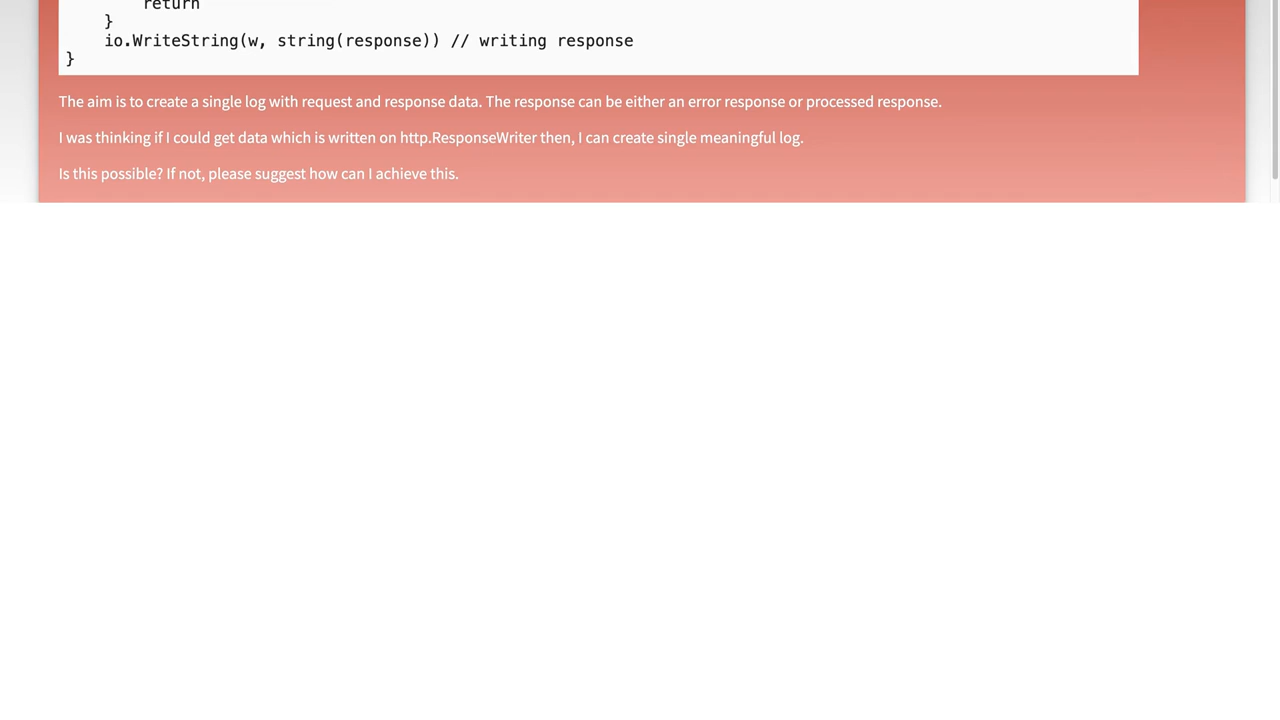 return
}
io.WriteString(w, string(response)) // writing response
}
The aim is to create a single log with request and response data. The response can be either an error response or processed response.
I was thinking if I could get data which is written on http.ResponseWriter then, I can create single meaningful log.
Is this possible? If not, please suggest how can I achieve this.